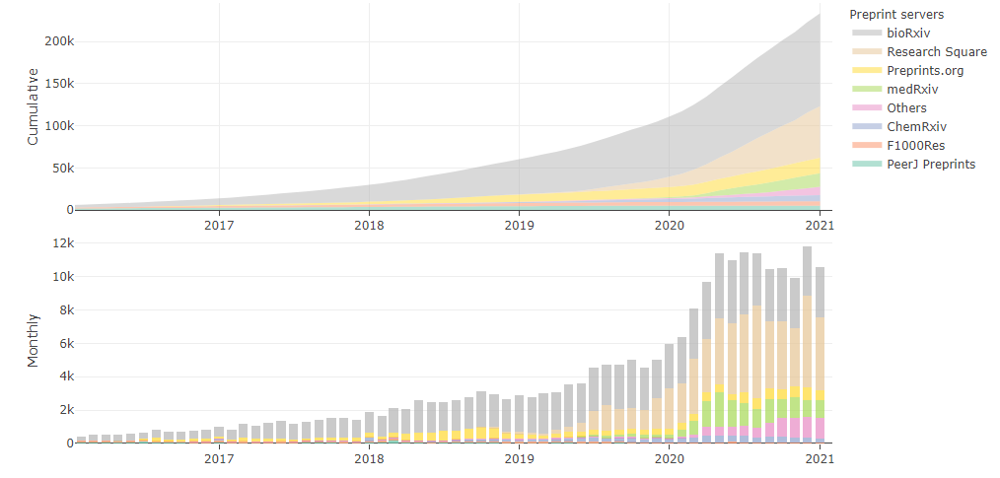 Preprint servers
bioRxiv
Research Square
Preprints.org
medRxiv
Others
ChemRxiv
F1000Res
PeerJ Preprints
Cumulative
200k
150k
100k
50k
0
2017 2018 2019 2020 2021
Monthly
12k
10k
8k
6k
4k
2k
0
2017 2018 2019 2020 2021